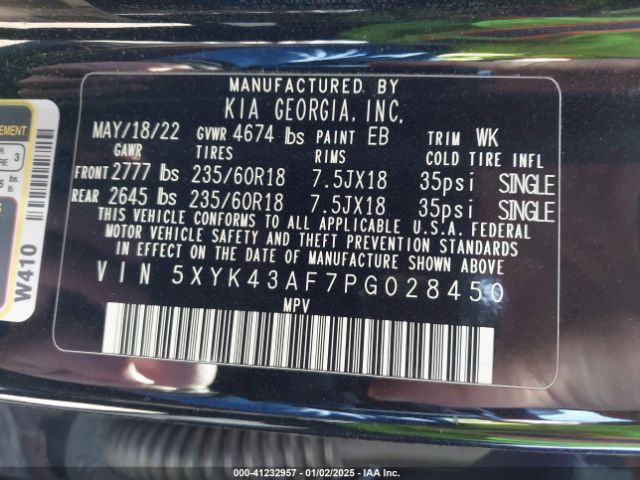 MANUFACTURED BY
KIA GEORGIA, INC.
MAY/18/22 GVWR 4674 lbs PAINT EB TRIM WK
GAWR TIRES RIMS COLD TIRE INFL
FRONT 2777 lbs 235/60R18 7.5JX18 35psi SINGLE
REAR 2645 lbs 235/60R18 7.5JX18 35psi SINGLE
THIS VEHICLE CONFORMS TO ALL APPLICABLE U.S.A. FEDERAL
MOTOR VEHICLE SAFETY AND THEFT PREVENTION STANDARDS
IN EFFECT ON THE DATE OF MANUFACTURE SHOWN ABOVE
VIN 5XYK43AF7PG028450
MPV
3
W410
000-41232957 - 01/02/2025 - IAA, INC.